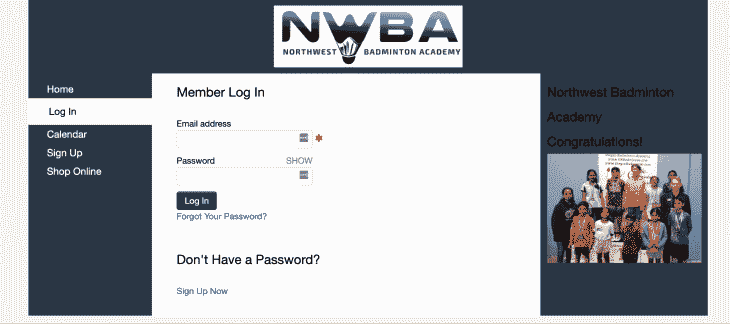 NWBA
NORTHWEST BADMINTON ACADEMY
Home
Log In
Calendar
Sign Up
Shop Online
Member Log In
Email address
*
Password SHOW
Log In
Forgot Your Password?
Don't Have a Password?
Sign Up Now
Northwest Badminton
Academy
Congratulations!